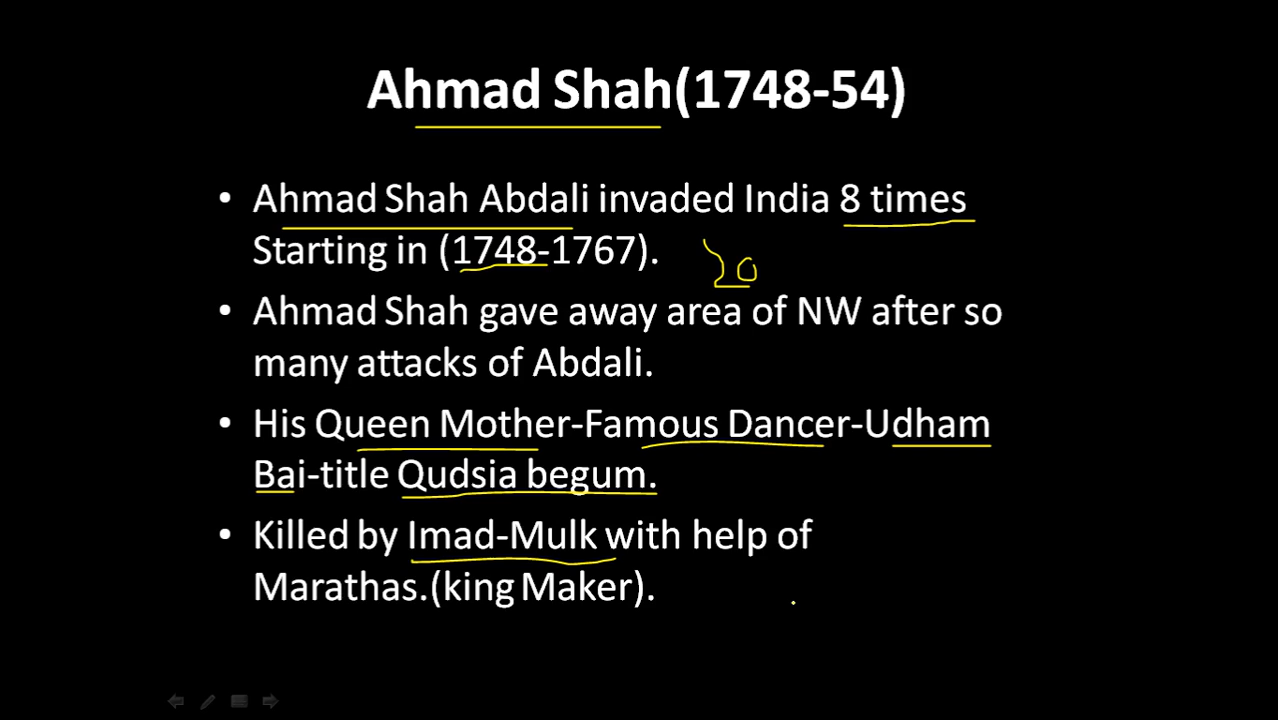 Ahmad Shah(1748-54)
• Ahmad Shah Abdali invaded India 8 times
Starting in (1748-1767).
• Ahmad Shah gave away area of NW after so
many attacks of Abdali.
• His Queen Mother-Famous Dancer-Udham
Bai-title Qudsia begum.
• Killed by Imad-Mulk with help of
Marathas.(king Maker).